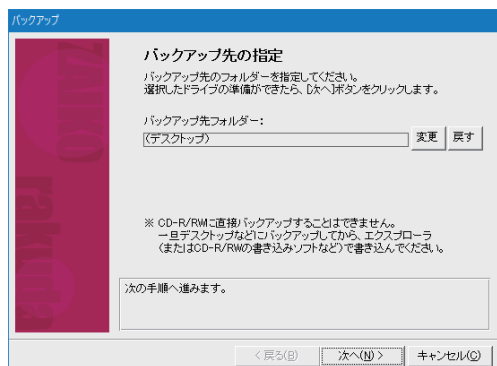 バックアップ
バックアップ先の指定
バックアップ先のフォルダーを指定してください。
選択したドライブの準備ができたら、[次へ]ボタンをクリックします。
バックアップ先フォルダー：
(デスクトップ)
変更
戻す
※ CD-R/RWに直接バックアップすることはできません。
一旦デスクトップなどにバックアップしてから、エクスプローラ
(またはCD-R/RWの書き込みソフトなど)で書き込んでください。
次の手順へ進みます。
< 戻る(B)
次へ(N) >
キャンセル(C)
ZAIKO
rakuda